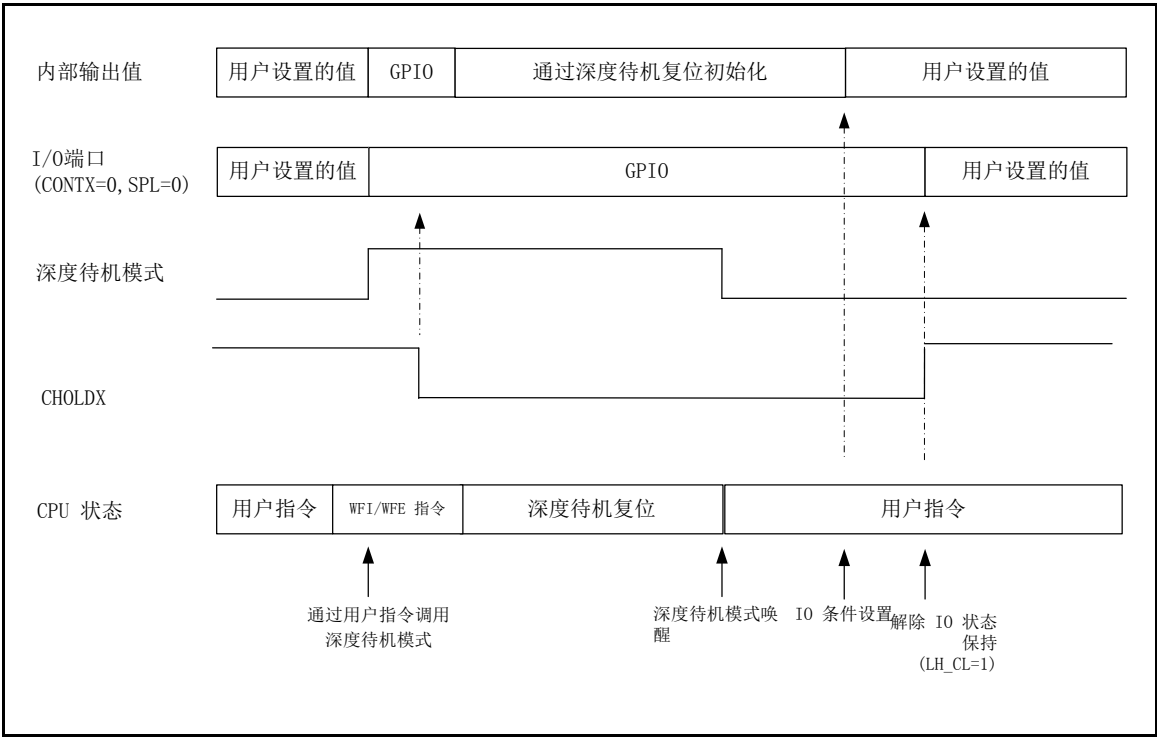 内部输出值
用户设置的值 GPIO 通过深度待机复位初始化 用户设置的值
I/O端口
(CONTX=0, SPL=0)
用户设置的值 GPIO 用户设置的值
深度待机模式
CHOLDX
CPU 状态
用户指令 WFI/WFE 指令 深度待机复位 用户指令
通过用户指令调用
深度待机模式
深度待机模式唤
醒
IO 条件设置
解除 IO 状态
保持
(LH_CL=1)